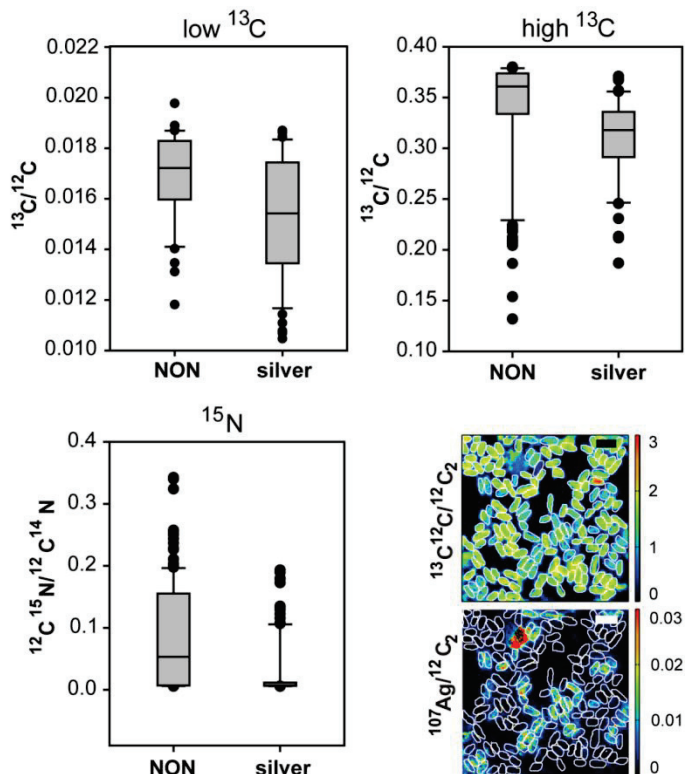 low ¹³C
¹³C/¹²C
0.022
0.020
0.018
0.016
0.014
0.012
0.010
NON silver
high ¹³C
¹³C/¹²C
0.40
0.35
0.30
0.25
0.20
0.15
0.10
NON silver
¹⁵N
¹²C¹⁵N/¹²C¹⁴N
0.4
0.3
0.2
0.1
0.0
NON silver
¹³C¹²C/¹²C₂
3
2
1
0
¹⁰⁷Ag/¹²C₂
0.03
0.02
0.01
0